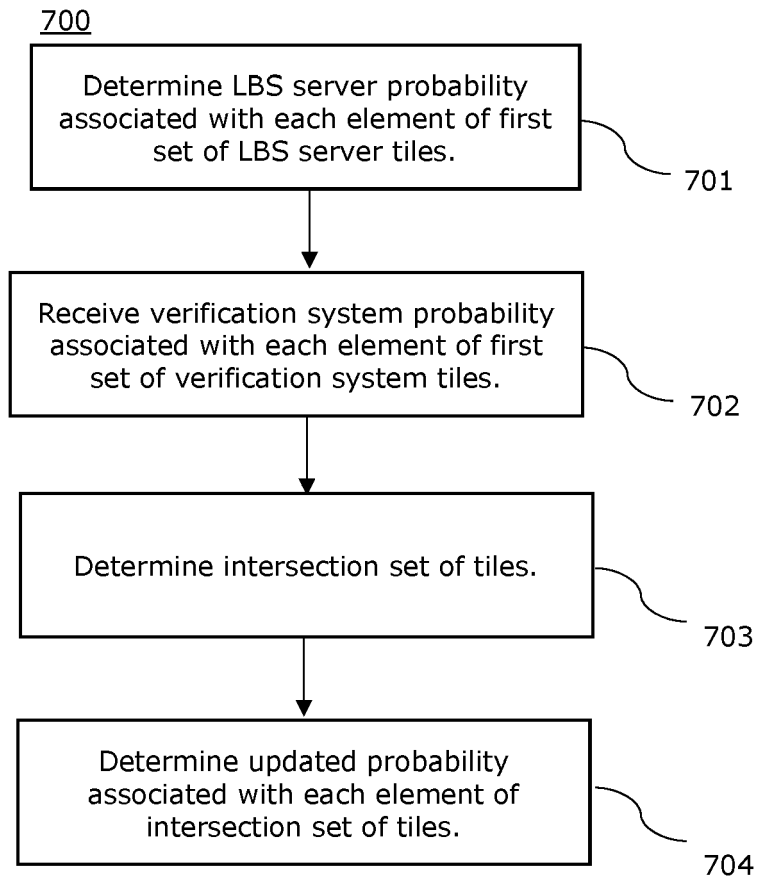 700
Determine LBS server probability
associated with each element of first
set of LBS server tiles.
701
Receive verification system probability
associated with each element of first
set of verification system tiles.
702
Determine intersection set of tiles.
703
Determine updated probability
associated with each element of
intersection set of tiles.
704